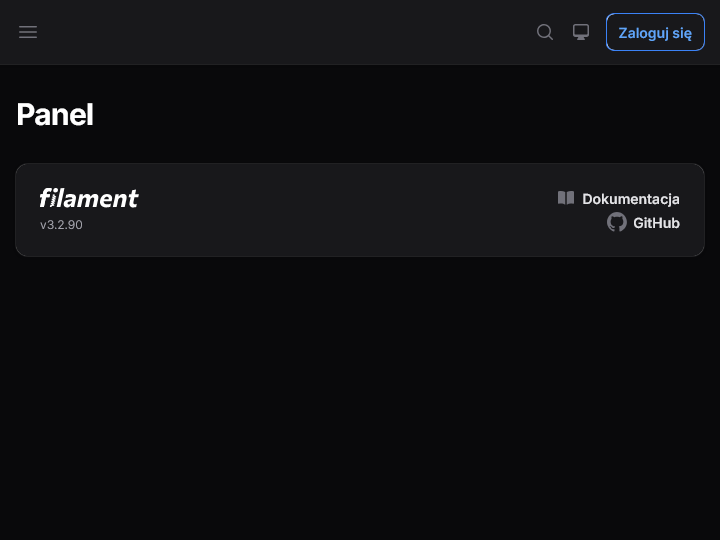 Zaloguj się
Panel
filament
v3.2.90
Dokumentacja
GitHub